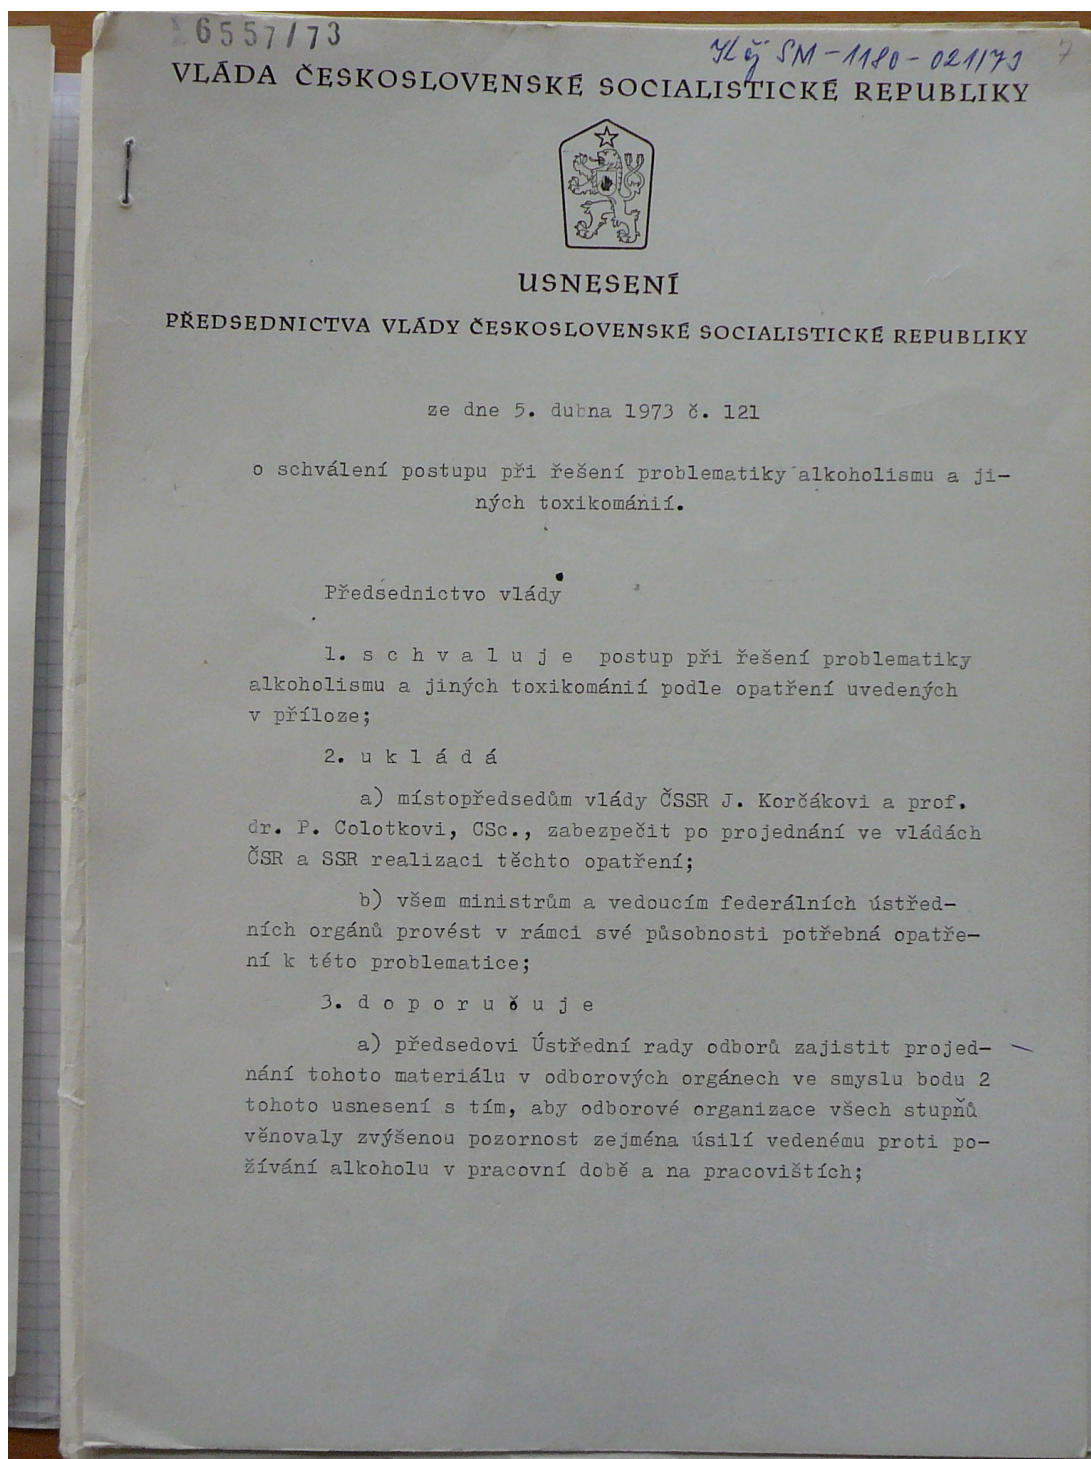 6557/73
SM-1180-021/73
7
VLÁDA ČESKOSLOVENSKÉ SOCIALISTICKÉ REPUBLIKY
USNESENÍ
PŘEDSEDNICTVA VLÁDY ČESKOSLOVENSKÉ SOCIALISTICKÉ REPUBLIKY
ze dne 5. dubna 1973 č. 121
o schválení postupu při řešení problematiky alkoholismu a ji-
ných toxikománií.
Předsednictvo vlády
1. s c h v a l u j e postup při řešení problematiky
alkoholismu a jiných toxikománií podle opatření uvedených
v příloze;
2. u k l á d á
a) místopředsedům vlády ČSSR J. Korčákovi a prof.
dr. P. Colotkovi, CSc., zabezpečit po projednání ve vládách
ČSR a SSR realizaci těchto opatření;
b) všem ministrům a vedoucím federálních ústřed-
ních orgánů provést v rámci své působnosti potřebná opatře-
ní k této problematice;
3. d o p o r u č u j e
a) předsedovi Ústřední rady odborů zajistit projed-
nání tohoto materiálu v odborových orgánech ve smyslu bodu 2
tohoto usnesení s tím, aby odborové organizace všech stupňů
věnovaly zvýšenou pozornost zejména úsilí vedenému proti po-
žívání alkoholu v pracovní době a na pracovištích;